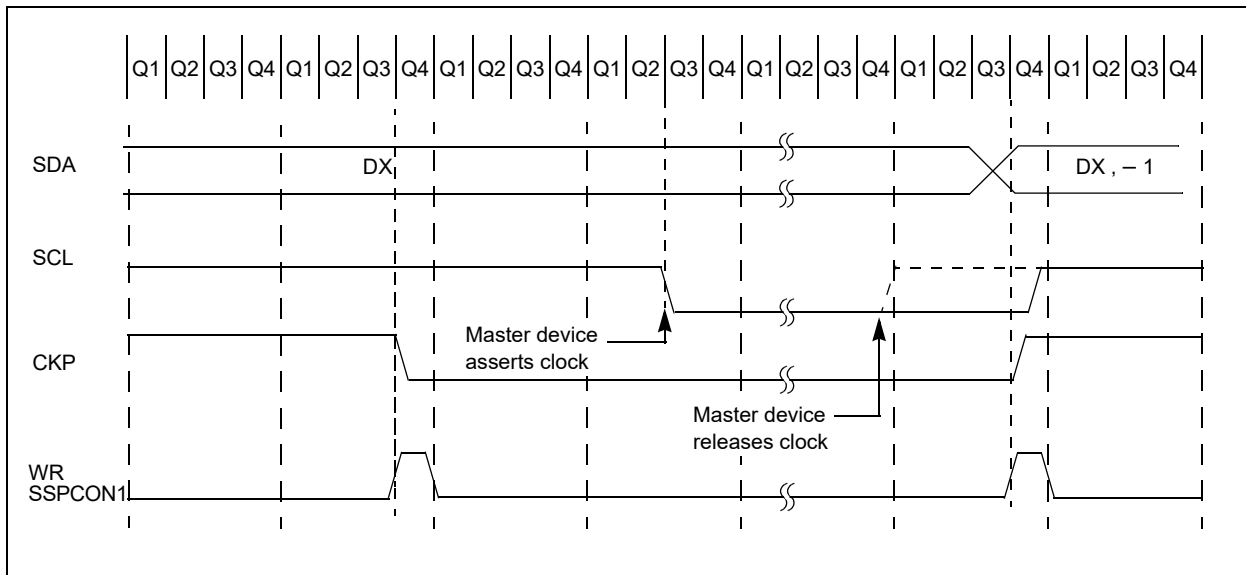 Q1 Q2 Q3 Q4 Q1 Q2 Q3 Q4 Q1 Q2 Q3 Q4 Q1 Q2 Q3 Q4 Q1 Q2 Q3 Q4 Q1 Q2 Q3 Q4 Q1 Q2 Q3 Q4
SDA
DX
DX , – 1
SCL
Master device
asserts clock
CKP
Master device
releases clock
WR
SSPCON1